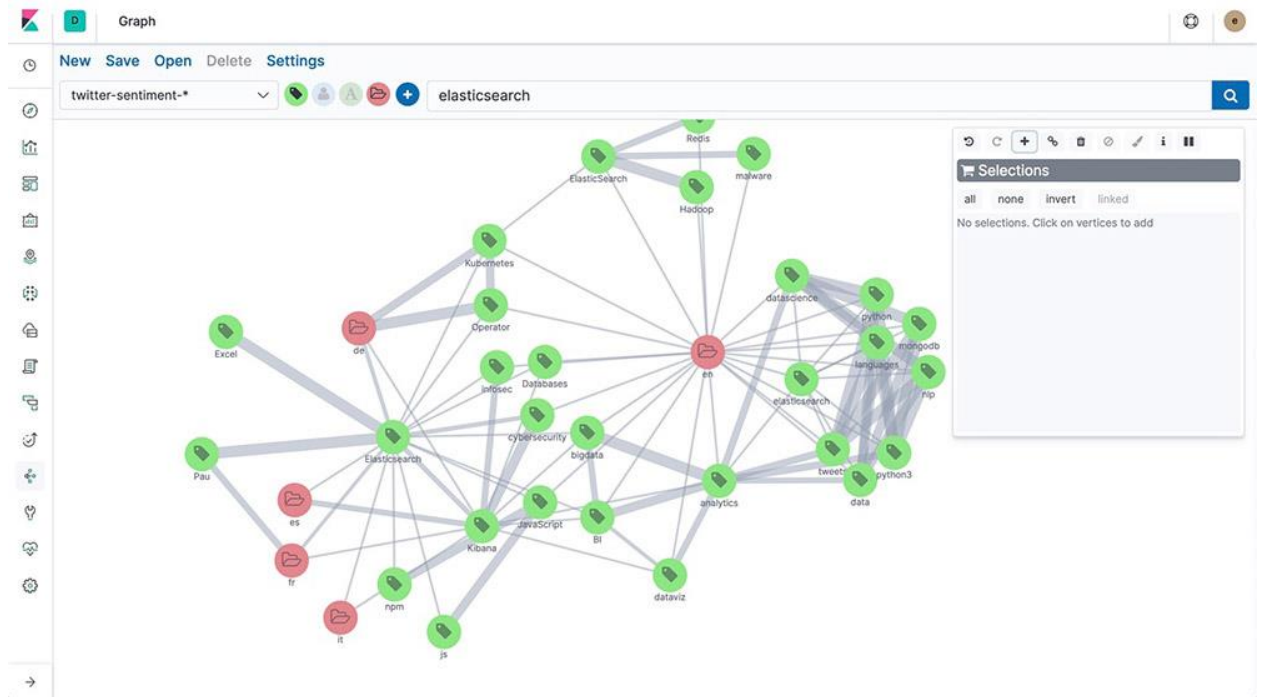 D Graph e
New Save Open Delete Settings
twitter-sentiment-* A elasticsearch
Redis
ElasticSearch
malware
Hadoop
Selections
all none invert linked
No selections. Click on vertices to add
Kubernetes
datascience
python
Operator
mongodb
Excel
de
languages
en
infosec
Databases
nlp
elasticsearch
cybersecurity
bigdata
Elasticsearch
Pau
tweets
python3
analytics
data
es
JavaScript
BI
Kibana
fr
dataviz
npm
it
js